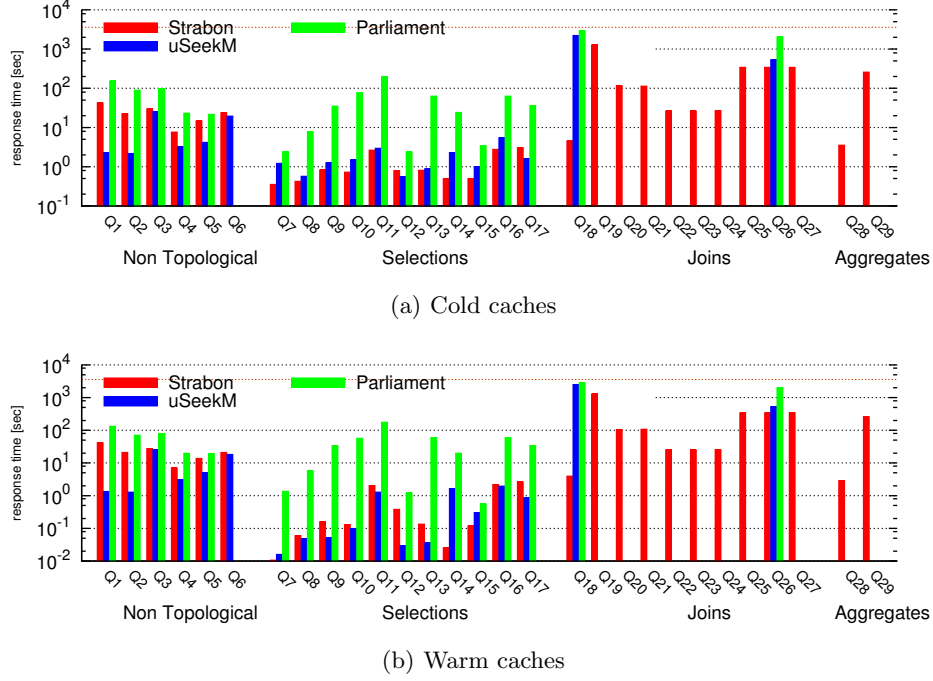 Strabon
uSeekM
Parliament
response time [sec]
10^4
10^3
10^2
10^1
10^0
10^-1
Q1 Q2 Q3 Q4 Q5 Q6 Q7 Q8 Q9 Q10 Q11 Q12 Q13 Q14 Q15 Q16 Q17 Q18 Q19 Q20 Q21 Q22 Q23 Q24 Q25 Q26 Q27 Q28 Q29
Non Topological Selections Joins Aggregates
(a) Cold caches
Strabon
uSeekM
Parliament
response time [sec]
10^4
10^3
10^2
10^1
10^0
10^-1
10^-2
Q1 Q2 Q3 Q4 Q5 Q6 Q7 Q8 Q9 Q10 Q11 Q12 Q13 Q14 Q15 Q16 Q17 Q18 Q19 Q20 Q21 Q22 Q23 Q24 Q25 Q26 Q27 Q28 Q29
Non Topological Selections Joins Aggregates
(b) Warm caches